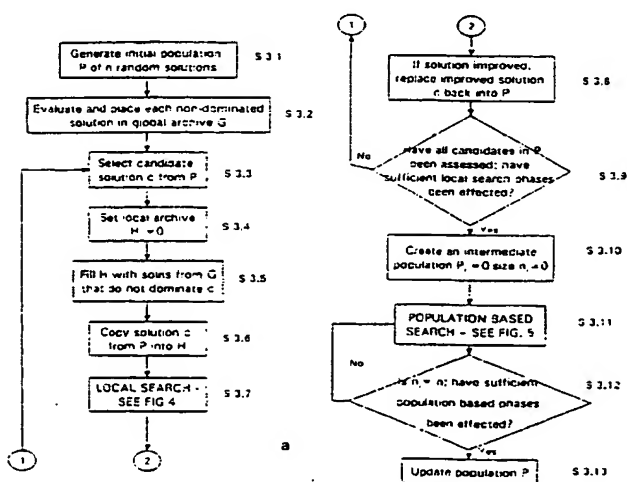 Generate initial population
P of n random solutions
S 3.1
Evaluate and place each non-dominated
solution in global archive G
S 3.2
Select candidate
solution c from P
S 3.3
Set local archive
H = 0
S 3.4
Fill H with solns from G
that do not dominate c
S 3.5
Copy solution c
from P into H
S 3.6
LOCAL SEARCH -
SEE FIG 4
S 3.7
1
2
a
1
2
If solution improved,
replace improved solution
c back into P
S 3.8
No
Have all candidates in P
been assessed; have
sufficient local search phases
been effected?
S 3.9
Yes
Create an intermediate
population P, = 0 size n, = 0
S 3.10
POPULATION BASED
SEARCH - SEE FIG. 5
S 3.11
No
Is n, = n; have sufficient
population based phases
been effected?
S 3.12
Yes
Update population P
S 3.13